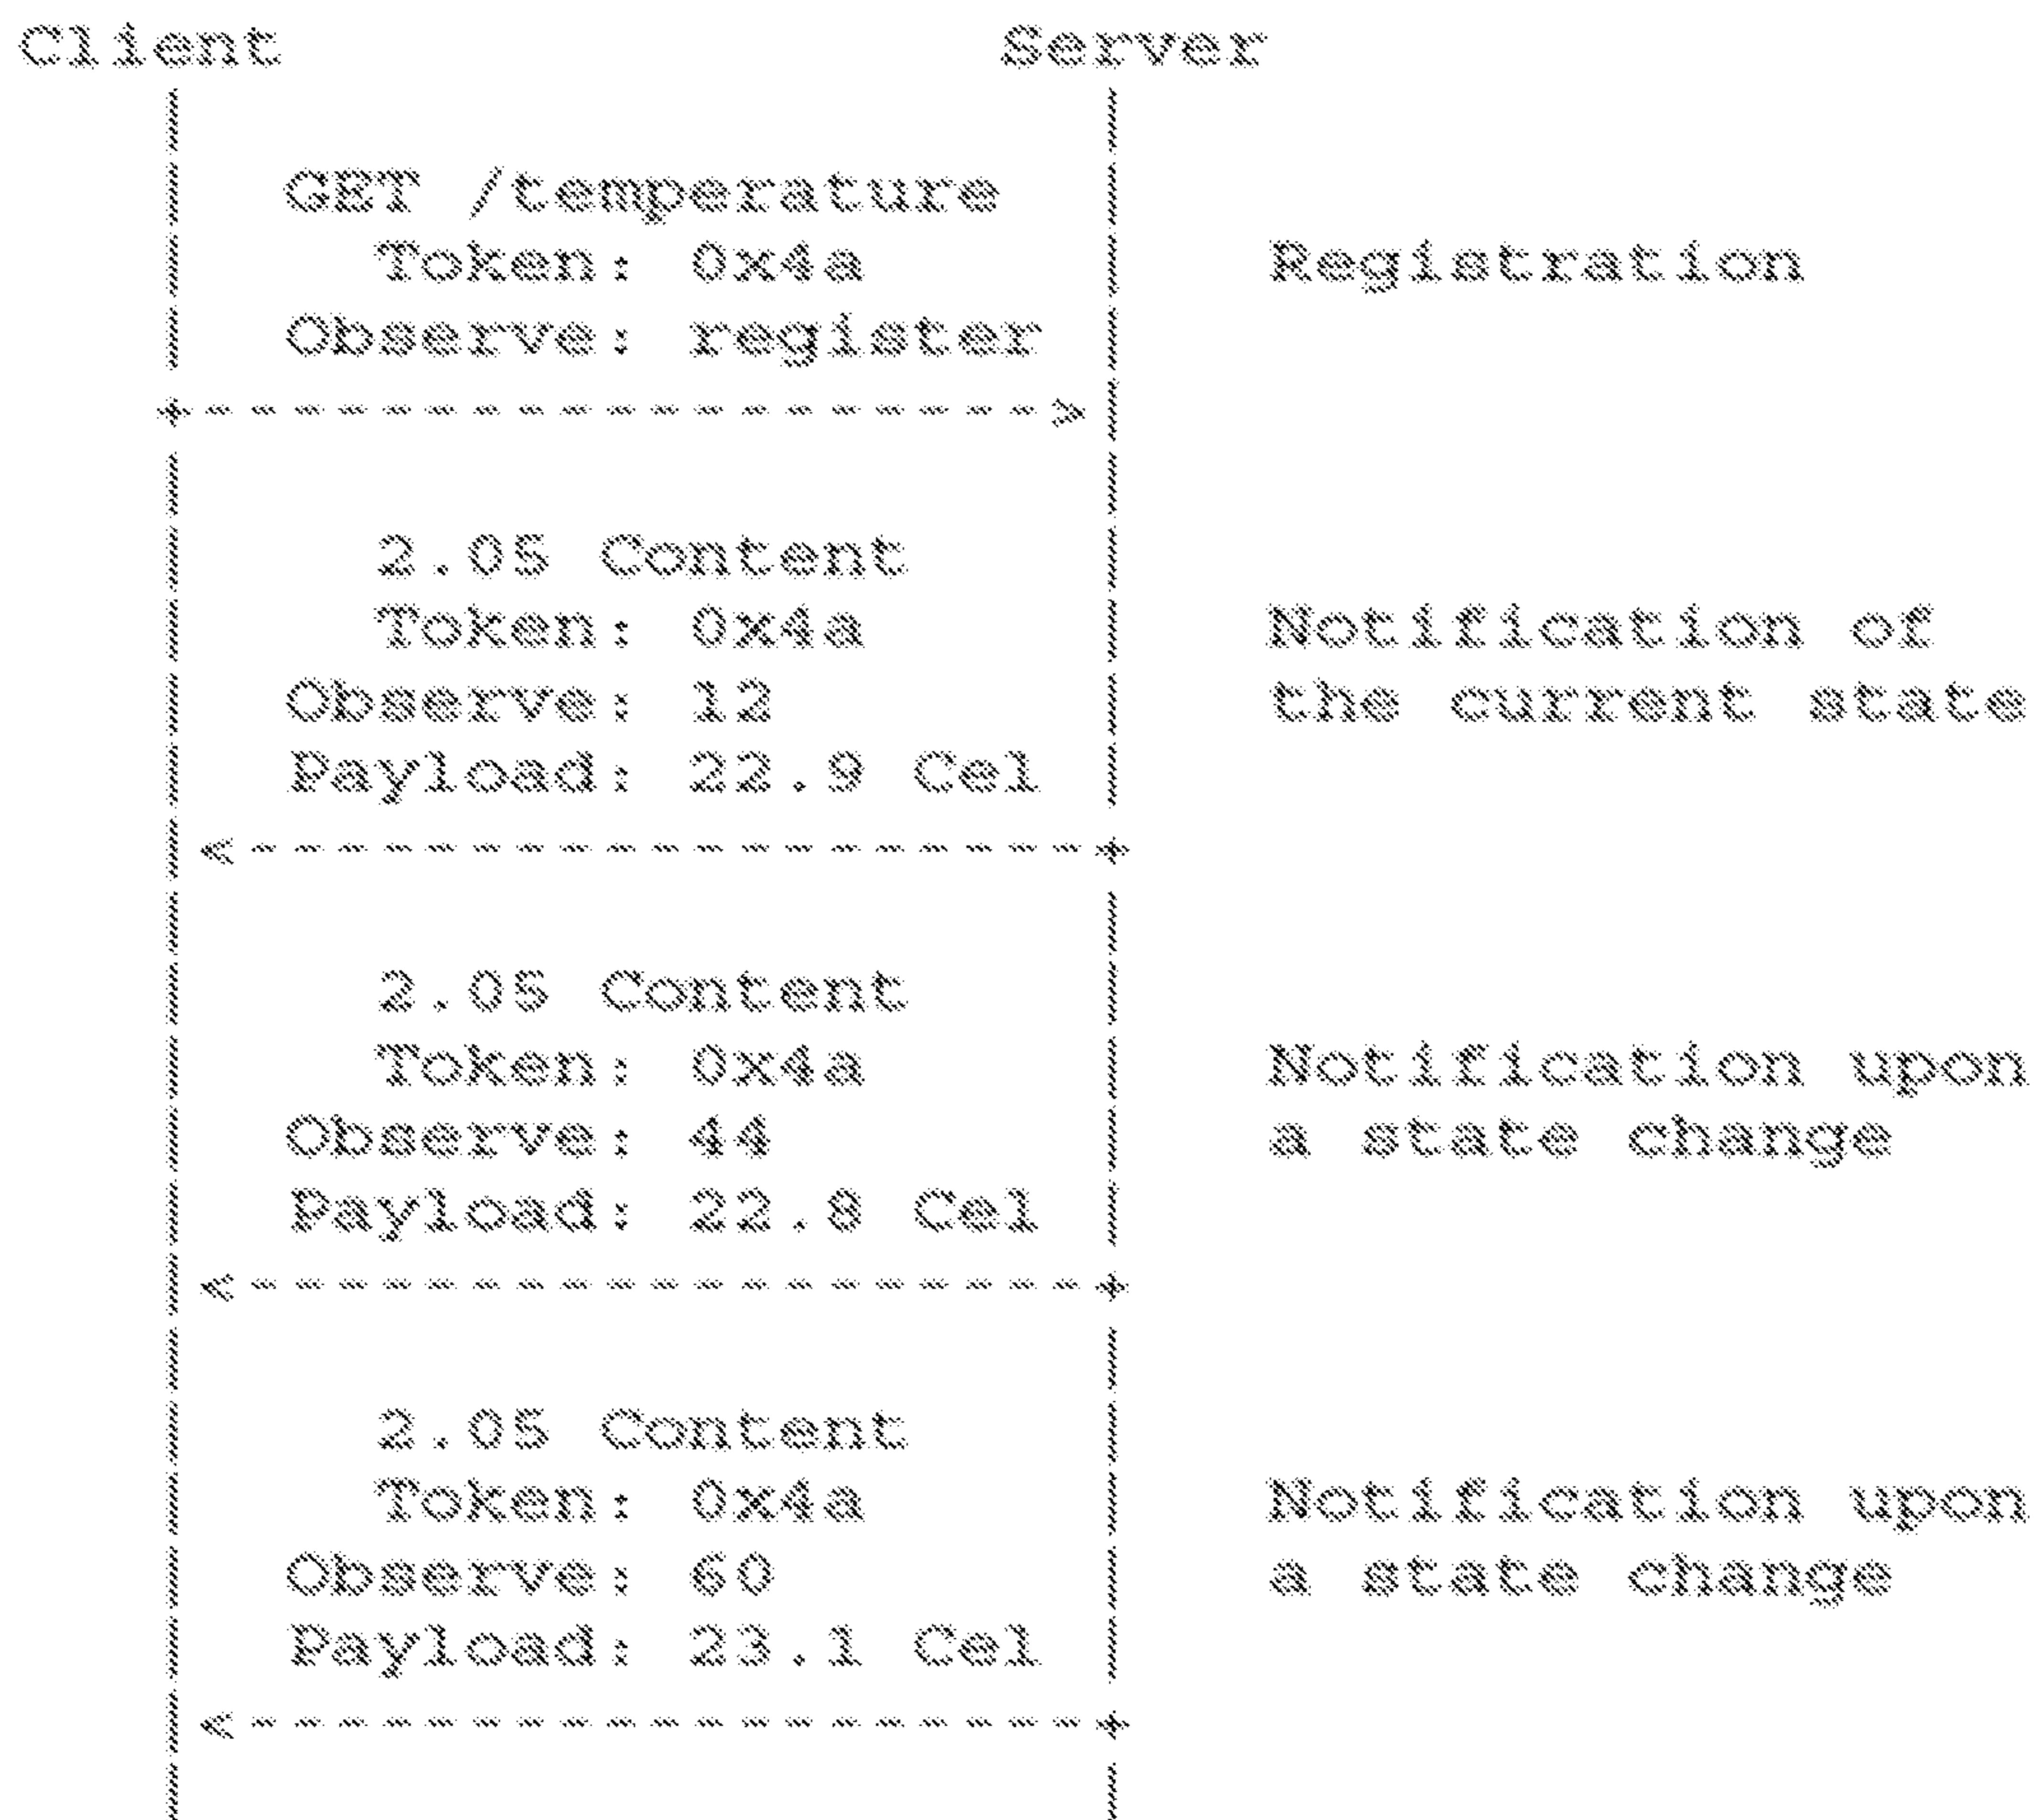 Client Server
GET /temperature
Token: 0x4a Registration
Observe: register
2.05 Content
Token: 0x4a Notification of
Observe: 12 the current state
Payload: 22.9 Cel
2.05 Content
Token: 0x4a Notification upon
Observe: 44 a state change
Payload: 22.8 Cel
2.05 Content
Token: 0x4a Notification upon
Observe: 60 a state change
Payload: 23.1 Cel